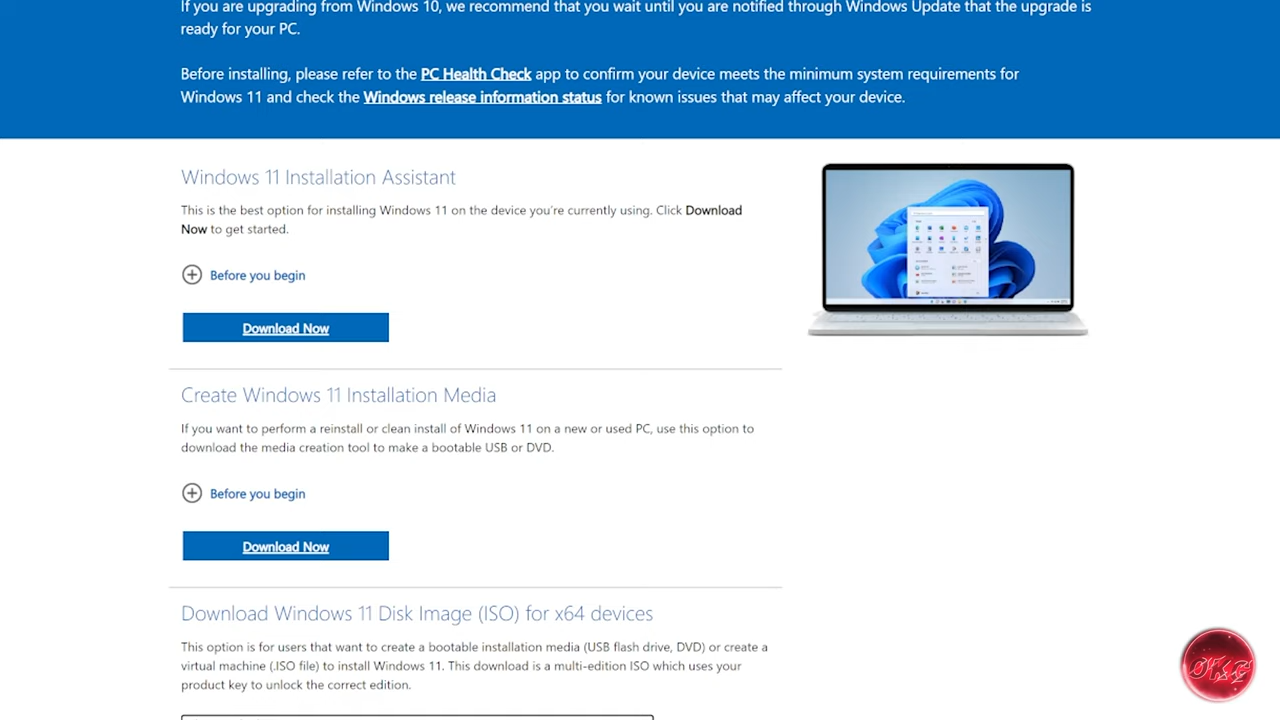 If you are upgrading from Windows 10, we recommend that you wait until you are notified through Windows Update that the upgrade is
ready for your PC.
Before installing, please refer to the PC Health Check app to confirm your device meets the minimum system requirements for
Windows 11 and check the Windows release information status for known issues that may affect your device.
Windows 11 Installation Assistant
This is the best option for installing Windows 11 on the device you're currently using. Click Download
Now to get started.
Before you begin
Download Now
Create Windows 11 Installation Media
If you want to perform a reinstall or clean install of Windows 11 on a new or used PC, use this option to
download the media creation tool to make a bootable USB or DVD.
Before you begin
Download Now
Download Windows 11 Disk Image (ISO) for x64 devices
This option is for users that want to create a bootable installation media (USB flash drive, DVD) or create a
virtual machine (.ISO file) to install Windows 11. This download is a multi-edition ISO which uses your
product key to unlock the correct edition.